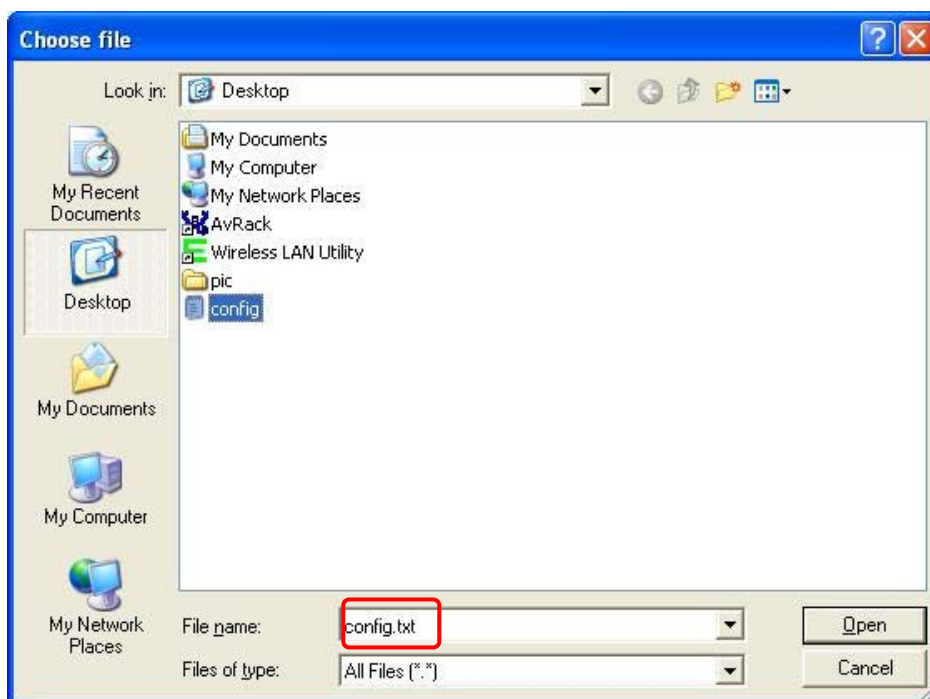 Choose file
Look in:
Desktop
My Recent
Documents
Desktop
My Documents
My Computer
My Network
Places
My Documents
My Computer
My Network Places
AvRack
Wireless LAN Utility
pic
config
File name:
config.txt
Open
Files of type:
All Files (*.*)
Cancel